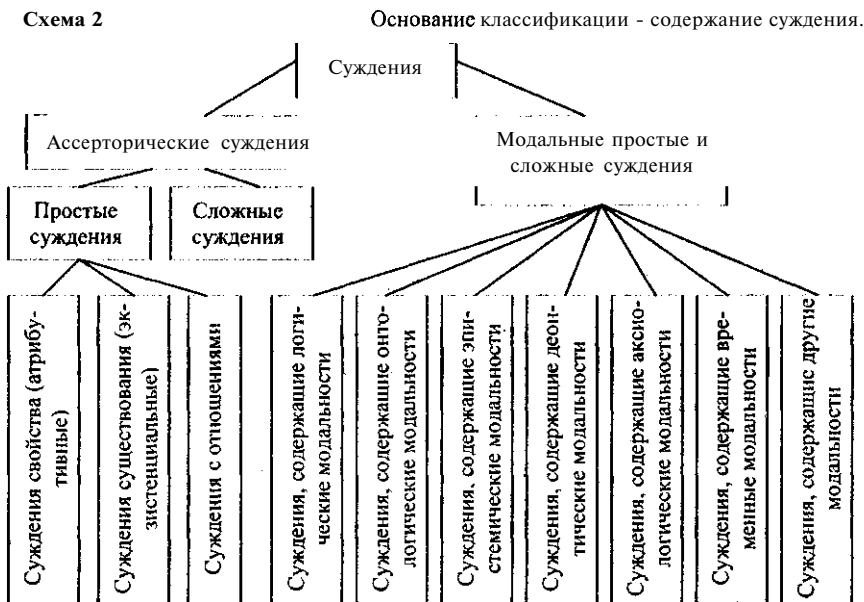 Схема 2
Основание классификации - содержание суждения.
Суждения
Ассерторические суждения
Модальные простые и
сложные суждения
Простые
суждения
Сложные
суждения
Суждения свойства (атрибу-
тивные)
Суждения существования (эк-
зистенциальные)
Суждения с отношениями
Суждения, содержащие логи-
ческие модальности
Суждения, содержащие онто-
логические модальности
Суждения, содержащие эпи-
стемические модальности
Суждения, содержащие деон-
тические модальности
Суждения, содержащие аксио-
логические модальности
Суждения, содержащие вре-
менные модальности
Суждения, содержащие другие
модальности